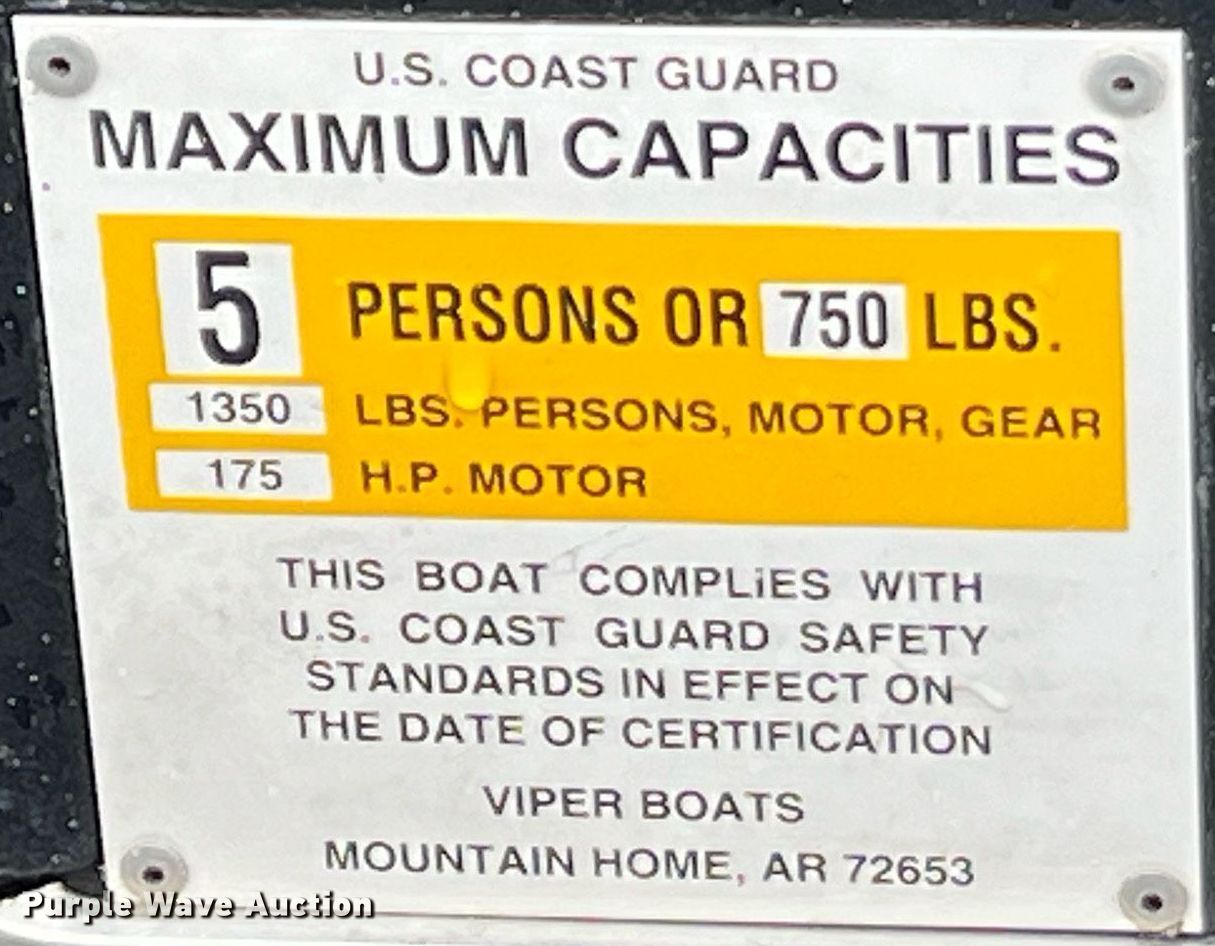 U.S. COAST GUARD
MAXIMUM CAPACITIES
5 PERSONS OR 750 LBS.
1350 LBS. PERSONS, MOTOR, GEAR
175 H.P. MOTOR
THIS BOAT COMPLIES WITH
U.S. COAST GUARD SAFETY
STANDARDS IN EFFECT ON
THE DATE OF CERTIFICATION
VIPER BOATS
MOUNTAIN HOME, AR 72653
Purple Wave Auction